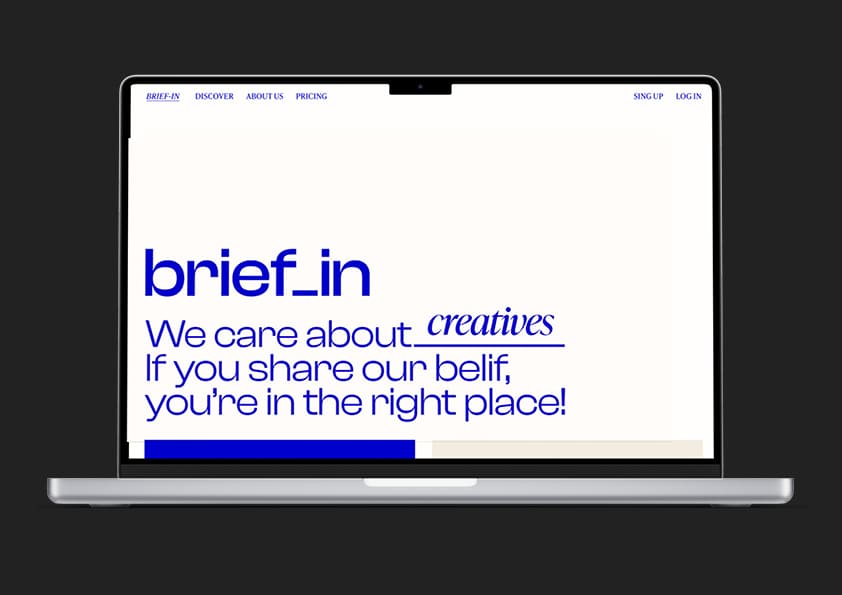 BRIEF-IN DISCOVER ABOUT US PRICING SING UP LOG IN
brief_in
We care about creatives
If you share our belif,
you're in the right place!